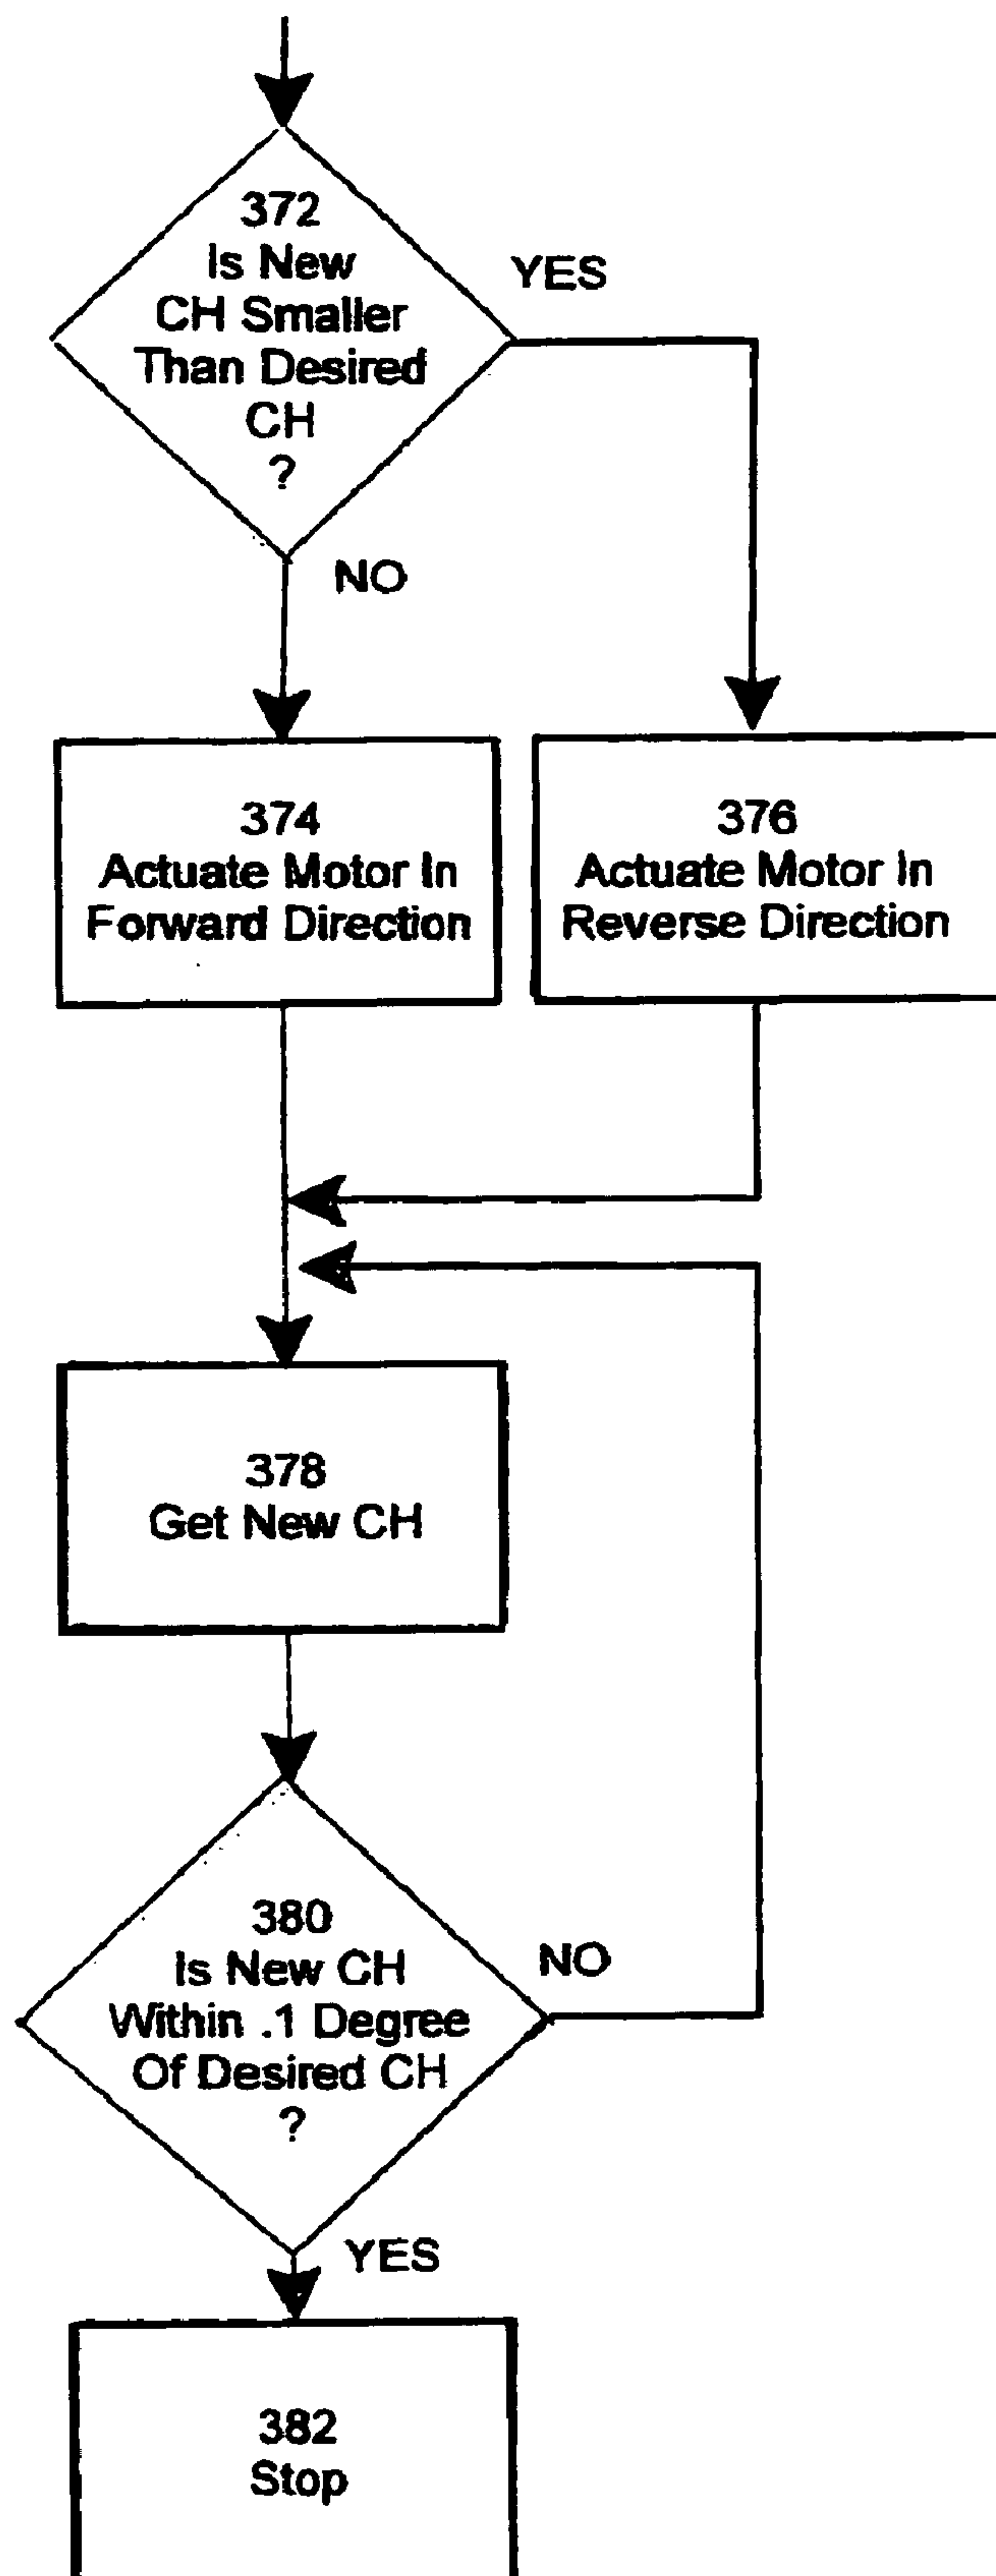 372
Is New
CH Smaller
Than Desired
CH
?
YES
NO
374
Actuate Motor In
Forward Direction
376
Actuate Motor In
Reverse Direction
378
Get New CH
380
Is New CH
Within .1 Degree
Of Desired CH
?
NO
YES
382
Stop